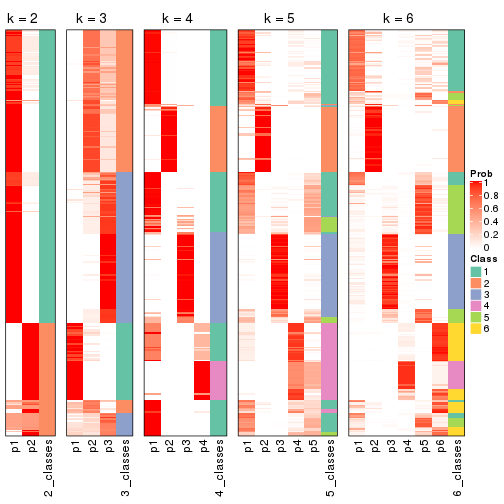 k = 2
k = 3
k = 4
k = 5
k = 6
p1
p2
2_classes
p1
p2
p3
3_classes
p1
p2
p3
p4
4_classes
p1
p2
p3
p4
p5
5_classes
p1
p2
p3
p4
p5
p6
6_classes
Prob
1
0.8
0.6
0.4
0.2
0
Class
1
2
3
4
5
6